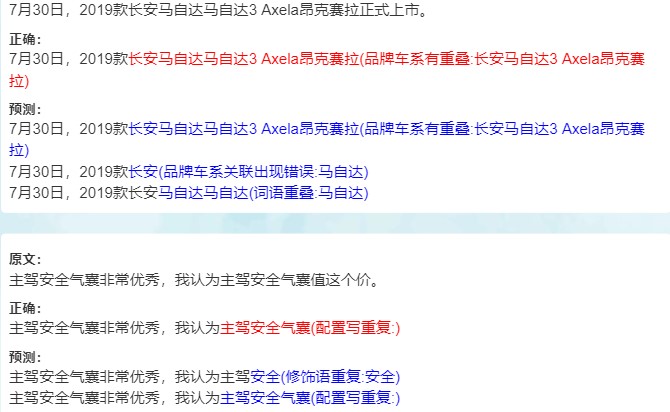 7月30日，2019款长安马自达马自达3 Axela昂克赛拉正式上市。
正确：
7月30日，2019款长安马自达马自达3 Axela昂克赛拉(品牌车系有重叠:长安马自达3 Axela昂克赛
拉)
预测：
7月30日，2019款长安马自达马自达3 Axela昂克赛拉(品牌车系有重叠:长安马自达3 Axela昂克赛
拉)
7月30日，2019款长安(品牌车系关联出现错误:马自达)
7月30日，2019款长安马自达马自达(词语重叠:马自达)
原文：
主驾安全气囊非常优秀，我认为主驾安全气囊值这个价。
正确：
主驾安全气囊非常优秀，我认为主驾安全气囊(配置写重复:)
预测：
主驾安全气囊非常优秀，我认为主驾安全(修饰语重复:安全)
主驾安全气囊非常优秀，我认为主驾安全气囊(配置写重复:)